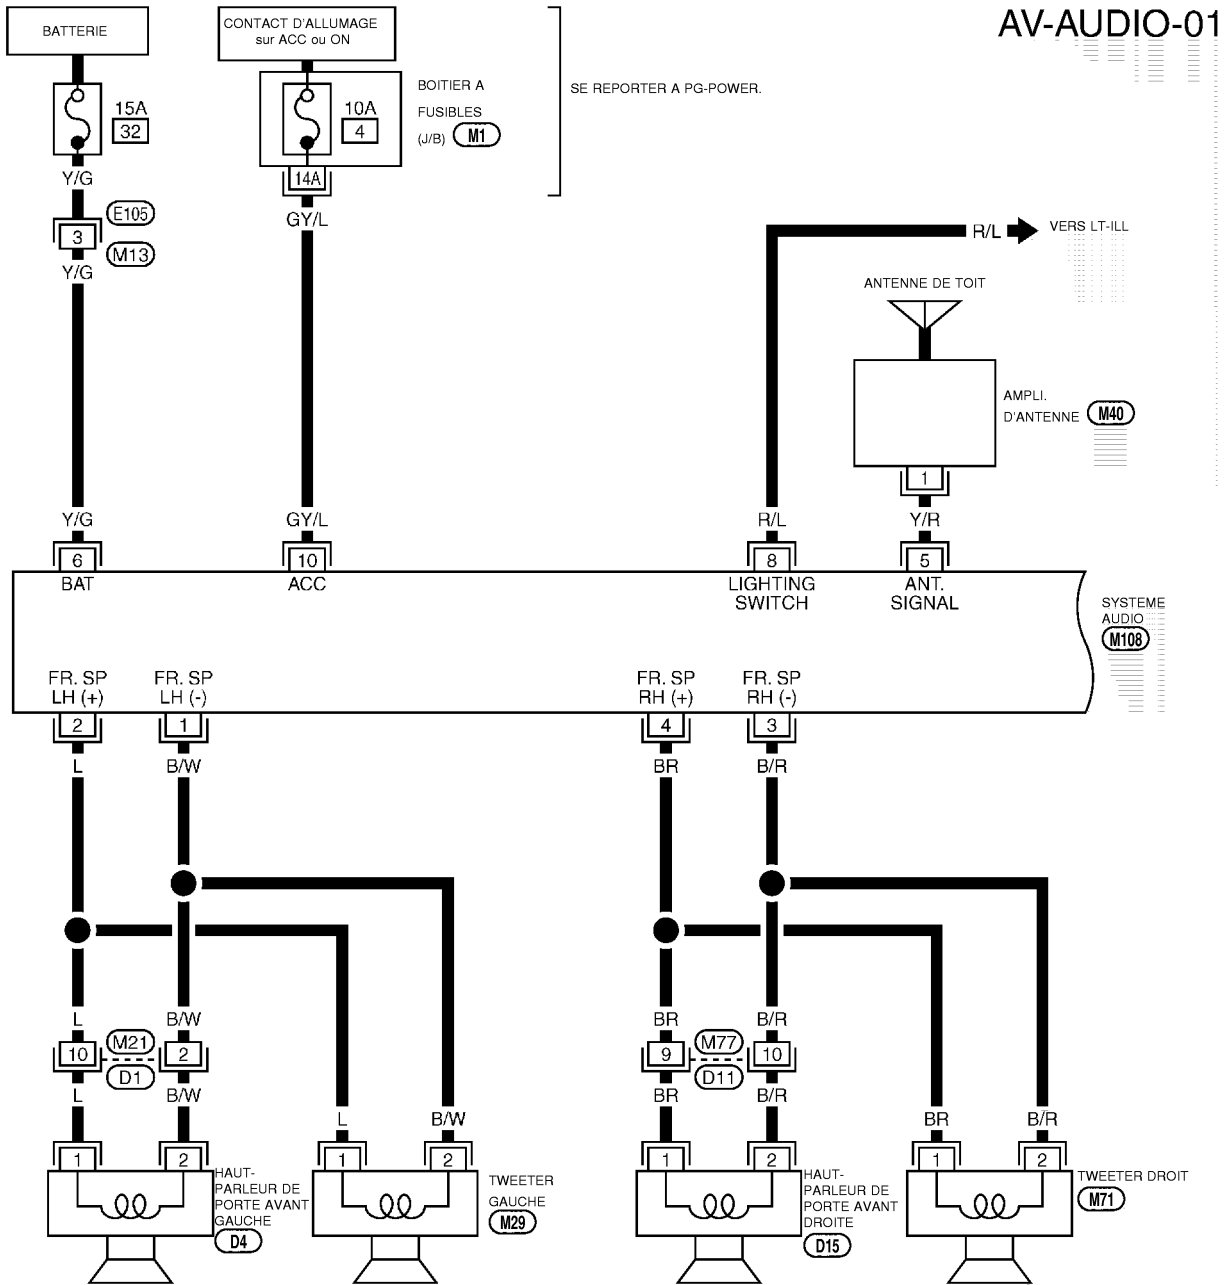 AV-AUDIO-01
BATTERIE
CONTACT D'ALLUMAGE
sur ACC ou ON
15A
32
10A
4
BOITIER A
FUSIBLES
(J/B) M1
SE REPORTER A PG-POWER.
14A
Y/G
GY/L
E105
3
M13
Y/G
R/L
VERS LT-ILL
ANTENNE DE TOIT
AMPLI.
D'ANTENNE M40
1
Y/G
GY/L
R/L
Y/R
6
10
8
5
BAT
ACC
LIGHTING
SWITCH
ANT.
SIGNAL
SYSTEME
AUDIO
M108
FR. SP
LH (+)
FR. SP
LH (-)
FR. SP
RH (+)
FR. SP
RH (-)
2
1
4
3
L
B/W
BR
B/R
L
B/W
BR
B/R
10
M21
2
D1
9
M77
10
D11
L
B/W
BR
B/R
L
B/W
BR
B/R
1
2
1
2
1
2
1
2
HAUT-
PARLEUR DE
PORTE AVANT
GAUCHE
D4
TWEETER
GAUCHE
M29
HAUT-
PARLEUR DE
PORTE AVANT
DROITE
D15
TWEETER DROIT
M71